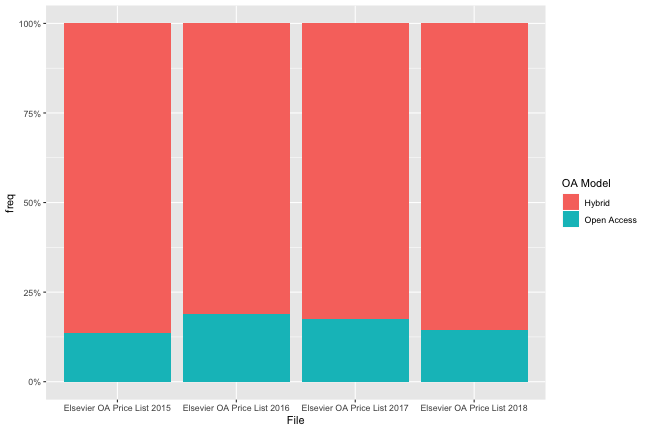 100%
75%
50%
25%
0%
freq
Elsevier OA Price List 2015 Elsevier OA Price List 2016 Elsevier OA Price List 2017 Elsevier OA Price List 2018
File
OA Model
Hybrid
Open Access